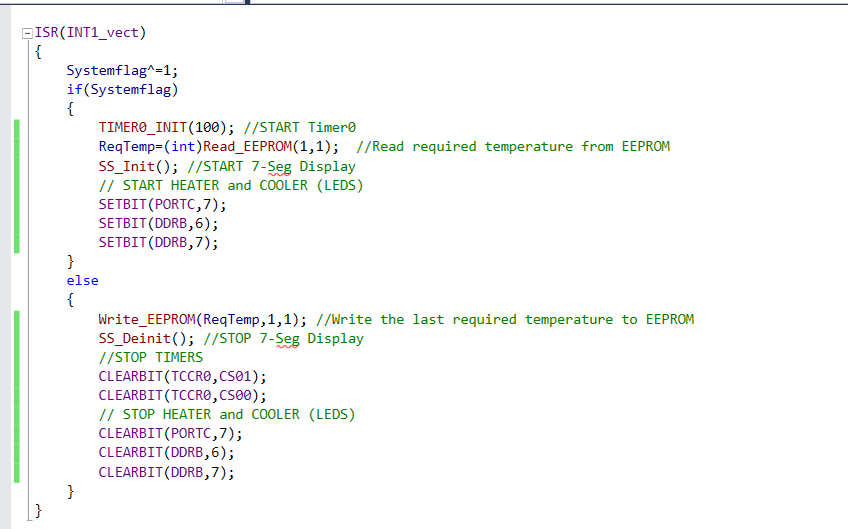 ISR(INT1_vect)
{
Systemflag^=1;
if(Systemflag)
{
TIMER0_INIT(100); //START Timer0
ReqTemp=(int)Read_EEPROM(1,1); //Read required temperature from EEPROM
SS_Init(); //START 7-Seg Display
// START HEATER and COOLER (LEDS)
SETBIT(PORTC,7);
SETBIT(DDRB,6);
SETBIT(DDRB,7);
}
else
{
Write_EEPROM(ReqTemp,1,1); //Write the last required temperature to EEPROM
SS_Deinit(); //STOP 7-Seg Display
//STOP TIMERS
CLEARBIT(TCCR0,CS01);
CLEARBIT(TCCR0,CS00);
// STOP HEATER and COOLER (LEDS)
CLEARBIT(PORTC,7);
CLEARBIT(DDRB,6);
CLEARBIT(DDRB,7);
}
}